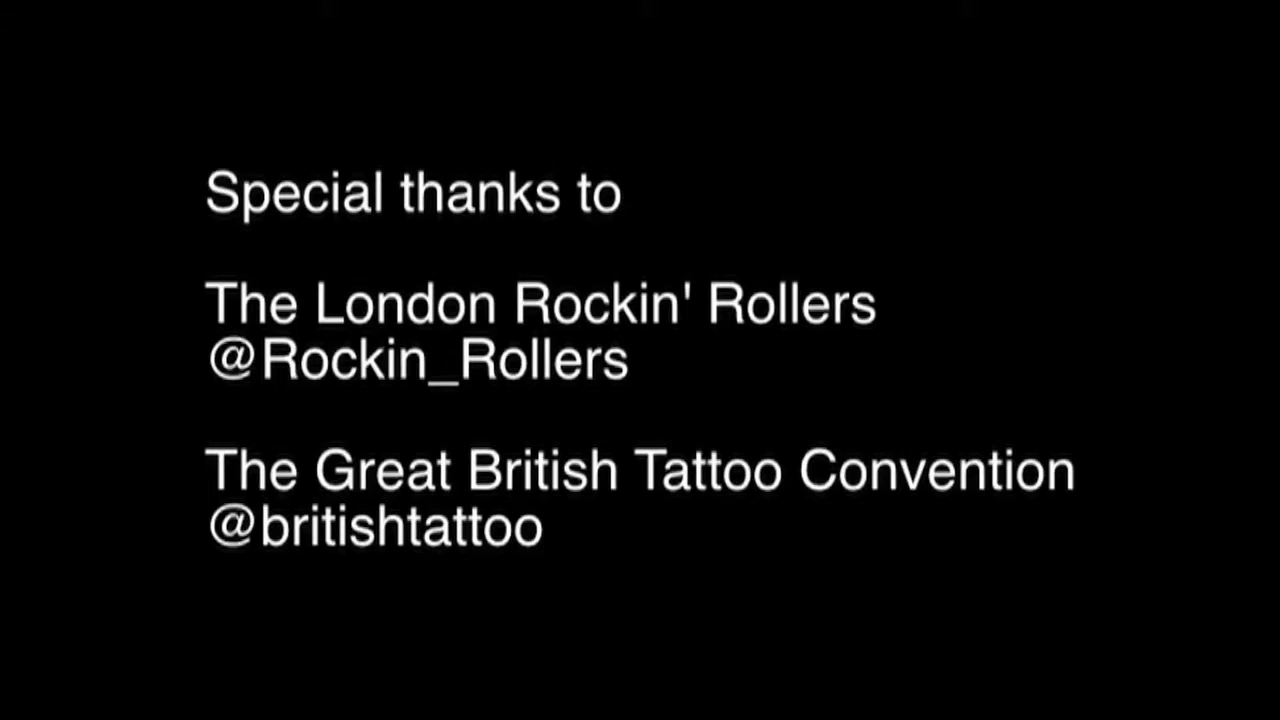 Special thanks to
The London Rockin' Rollers
@Rockin_Rollers
The Great British Tattoo Convention
@britishtattoo